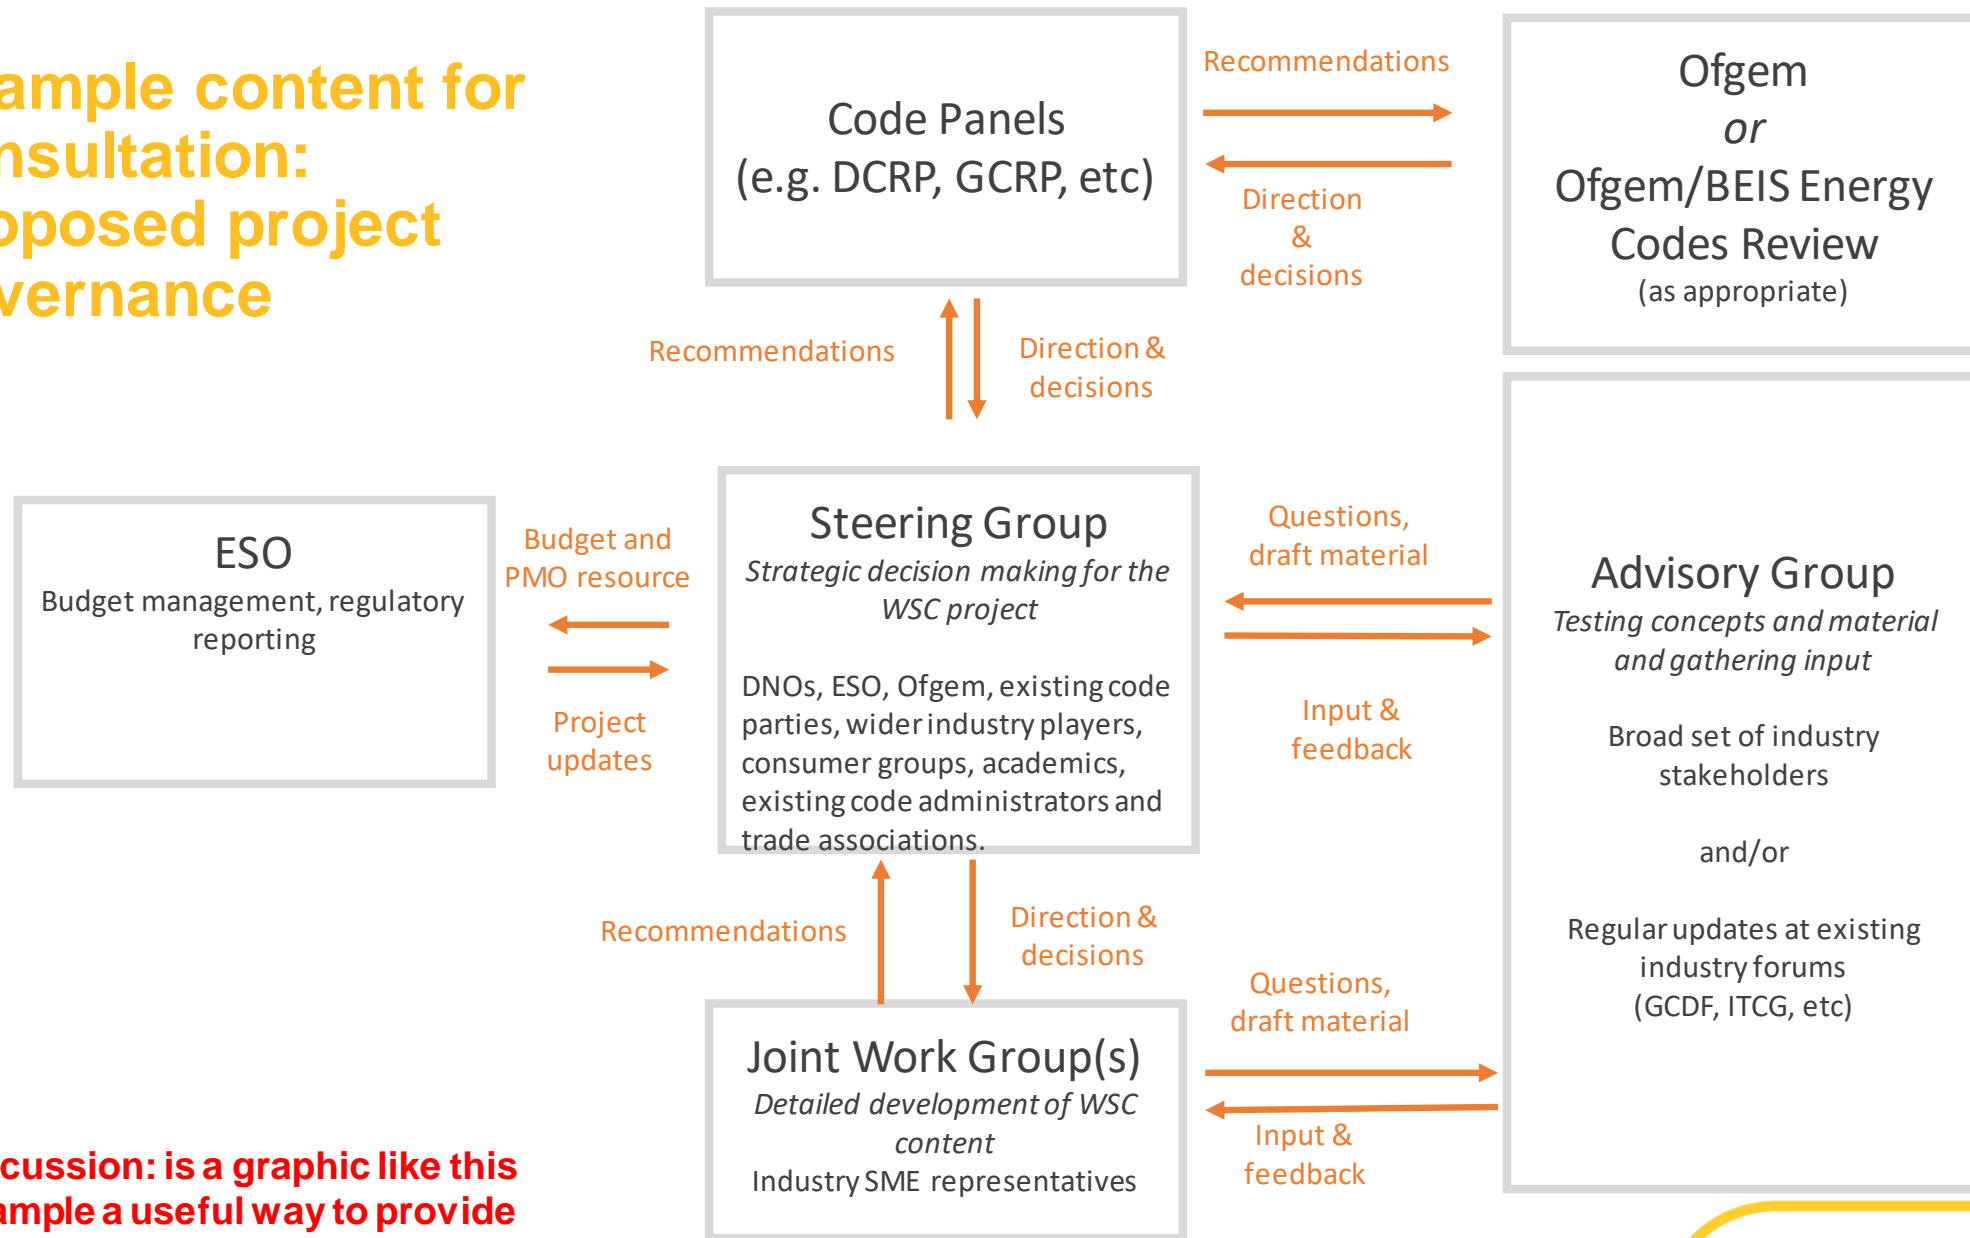 ample content for
nsultation:
oposed project
vernance
Code Panels
(e.g. DCRP, GCRP, etc)
Recommendations
Direction
&
decisions
Ofgem
or
Ofgem/BEIS Energy
Codes Review
(as appropriate)
Recommendations
Direction &
decisions
ESO
Budget management, regulatory
reporting
Budget and
PMO resource
Project
updates
Steering Group
Strategic decision making for the
WSC project
DNOs, ESO, Ofgem, existing code
parties, wider industry players,
consumer groups, academics,
existing code administrators and
trade associations.
Questions,
draft material
Input &
feedback
Advisory Group
Testing concepts and material
and gathering input
Broad set of industry
stakeholders
and/or
Regular updates at existing
industry forums
(GCDF, ITCG, etc)
Recommendations
Direction &
decisions
Joint Work Group(s)
Detailed development of WSC
content
Industry SME representatives
Questions,
draft material
Input &
feedback
cussion: is a graphic like this
ample a useful way to provide